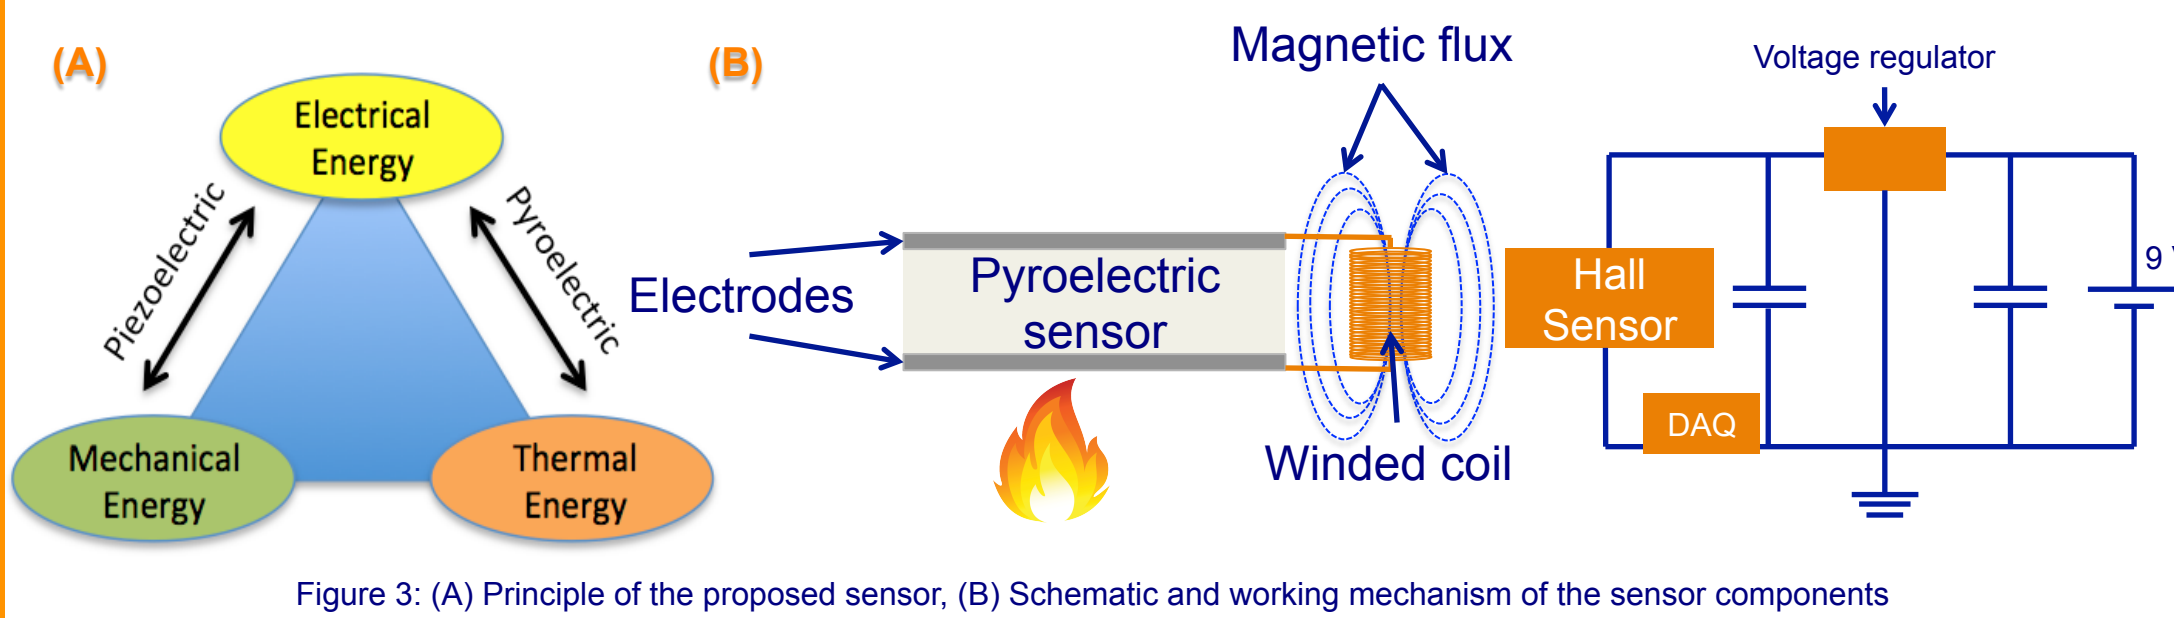 (A)
Electrical
Energy
Piezoelectric
Pyroelectric
Mechanical
Energy
Thermal
Energy
(B)
Magnetic flux
Voltage regulator
Electrodes
Pyroelectric
sensor
Winded coil
Hall
Sensor
DAQ
9 V
Figure 3: (A) Principle of the proposed sensor, (B) Schematic and working mechanism of the sensor components